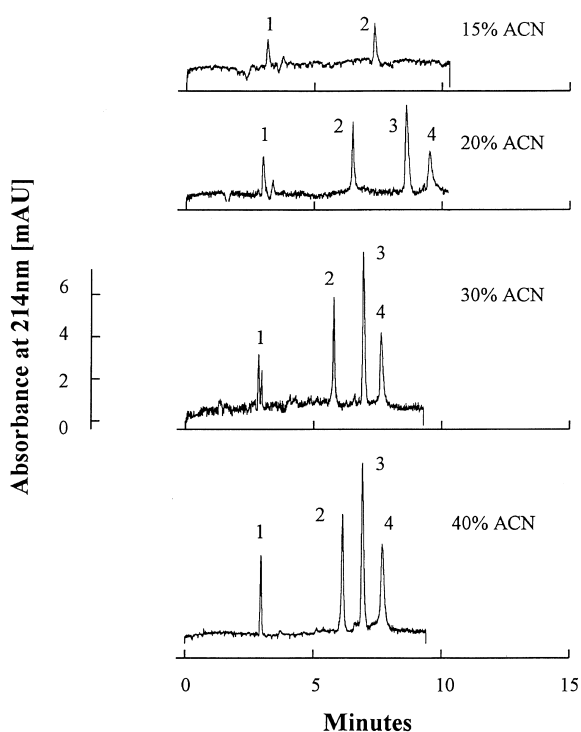 1 2 15% ACN
1 2 3 4 20% ACN
Absorbance at 214nm [mAU]
6
4
2
0
1 2 3 4 30% ACN
1 2 3 4 40% ACN
0 5 10 15
Minutes